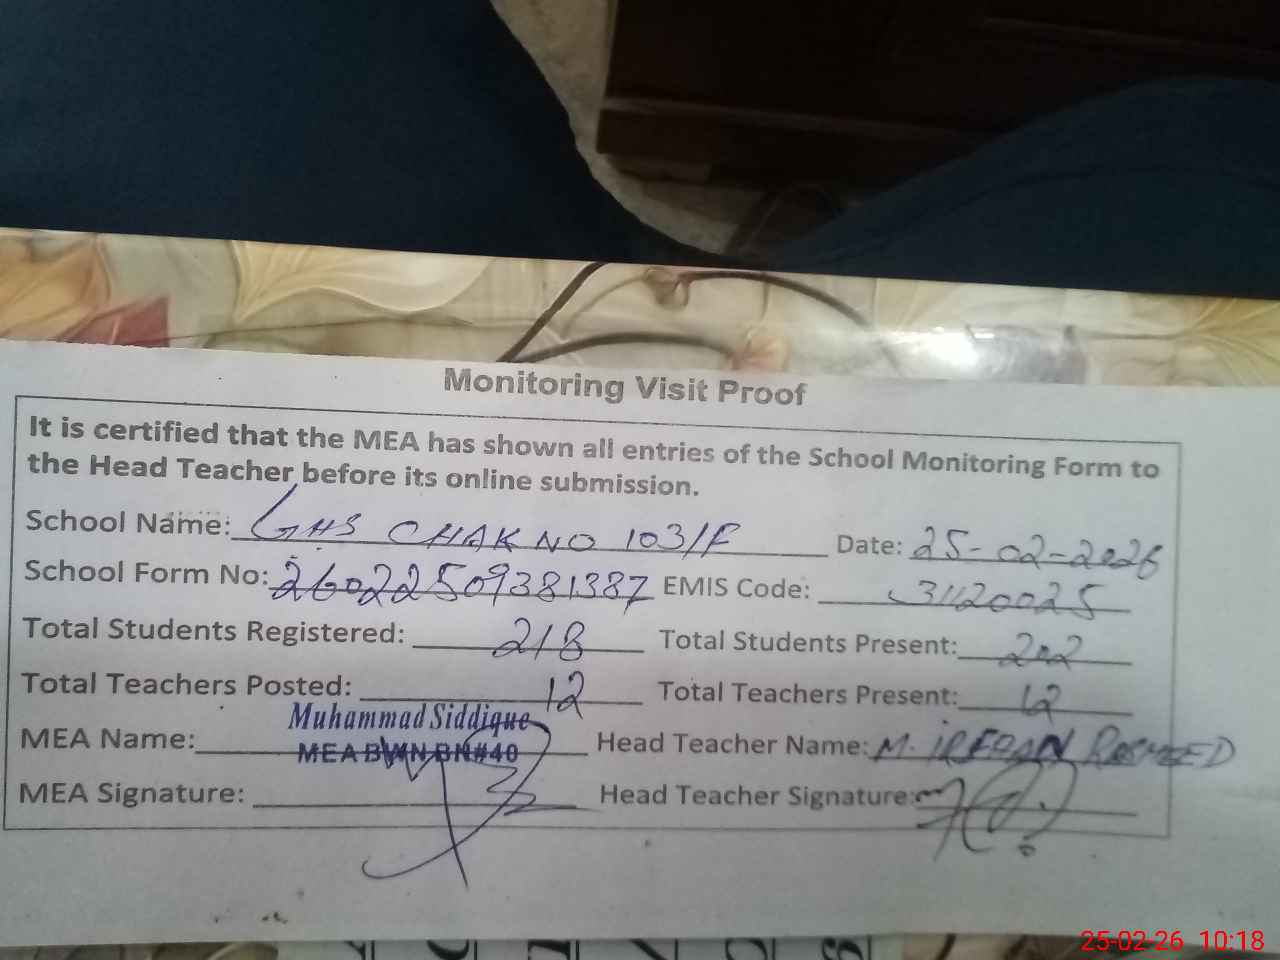 Monitoring Visit Proof
It is certified that the MEA has shown all entries of the School Monitoring Form to
the Head Teacher before its online submission.
School Name: GHS CHAK NO 103/F Date: 25-02-2026
School Form No: 26022509381387 EMIS Code: 31120025
Total Students Registered: 218 Total Students Present: 202
Total Teachers Posted: 12 Total Teachers Present: 12
Muhammad Siddique
MEA Name: MEA BWN BN#40 Head Teacher Name: M. IRFAN RASHEED
MEA Signature: Head Teacher Signature:
25-02-26 10:18